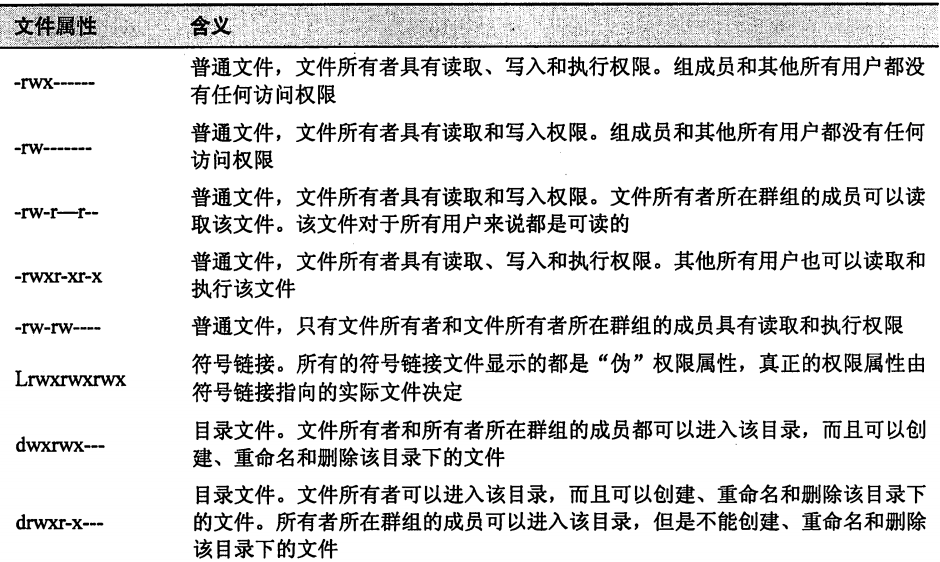 文件属性 含义
-rwx------ 普通文件，文件所有者具有读取、写入和执行权限。组成员和其他所有用户都没
有任何访问权限
-rw------- 普通文件，文件所有者具有读取和写入权限。组成员和其他所有用户都没有任何
访问权限
-rw-r—r-- 普通文件，文件所有者具有读取和写入权限。文件所有者所在群组的成员可以读
取该文件。该文件对于所有用户来说都是可读的
-rwxr-xr-x 普通文件，文件所有者具有读取、写入和执行权限。其他所有用户也可以读取和
执行该文件
-rw-rw---- 普通文件，只有文件所有者和文件所有者所在群组的成员具有读取和执行权限
Lrwxrwxrwx 符号链接。所有的符号链接文件显示的都是“伪”权限属性，真正的权限属性由
符号链接指向的实际文件决定
dwxrwx--- 目录文件。文件所有者和所有者所在群组的成员都可以进入该目录，而且可以创
建、重命名和删除该目录下的文件
drwxr-x--- 目录文件。文件所有者可以进入该目录，而且可以创建、重命名和删除该目录下
的文件。所有者所在群组的成员可以进入该目录，但是不能创建、重命名和删除
该目录下的文件